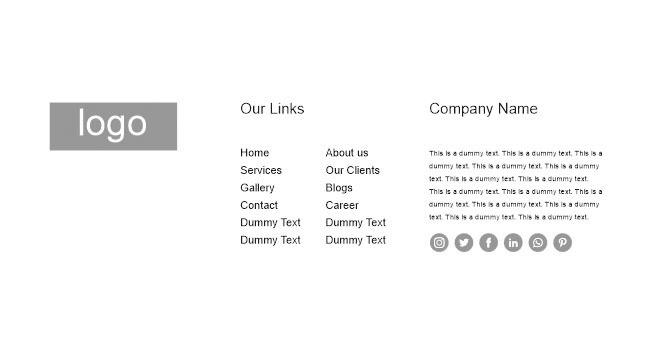 logo
Our Links
Home
Services
Gallery
Contact
Dummy Text
Dummy Text
About us
Our Clients
Blogs
Career
Dummy Text
Dummy Text
Company Name
This is a dummy text. This is a dummy text. This is a
dummy text. This is a dummy text. This is a dummy
text. This is a dummy text. This is a dummy text.
This is a dummy text. This is a dummy text. This is a
dummy text. This is a dummy text. This is a dummy
text. This is a dummy text. This is a dummy text.